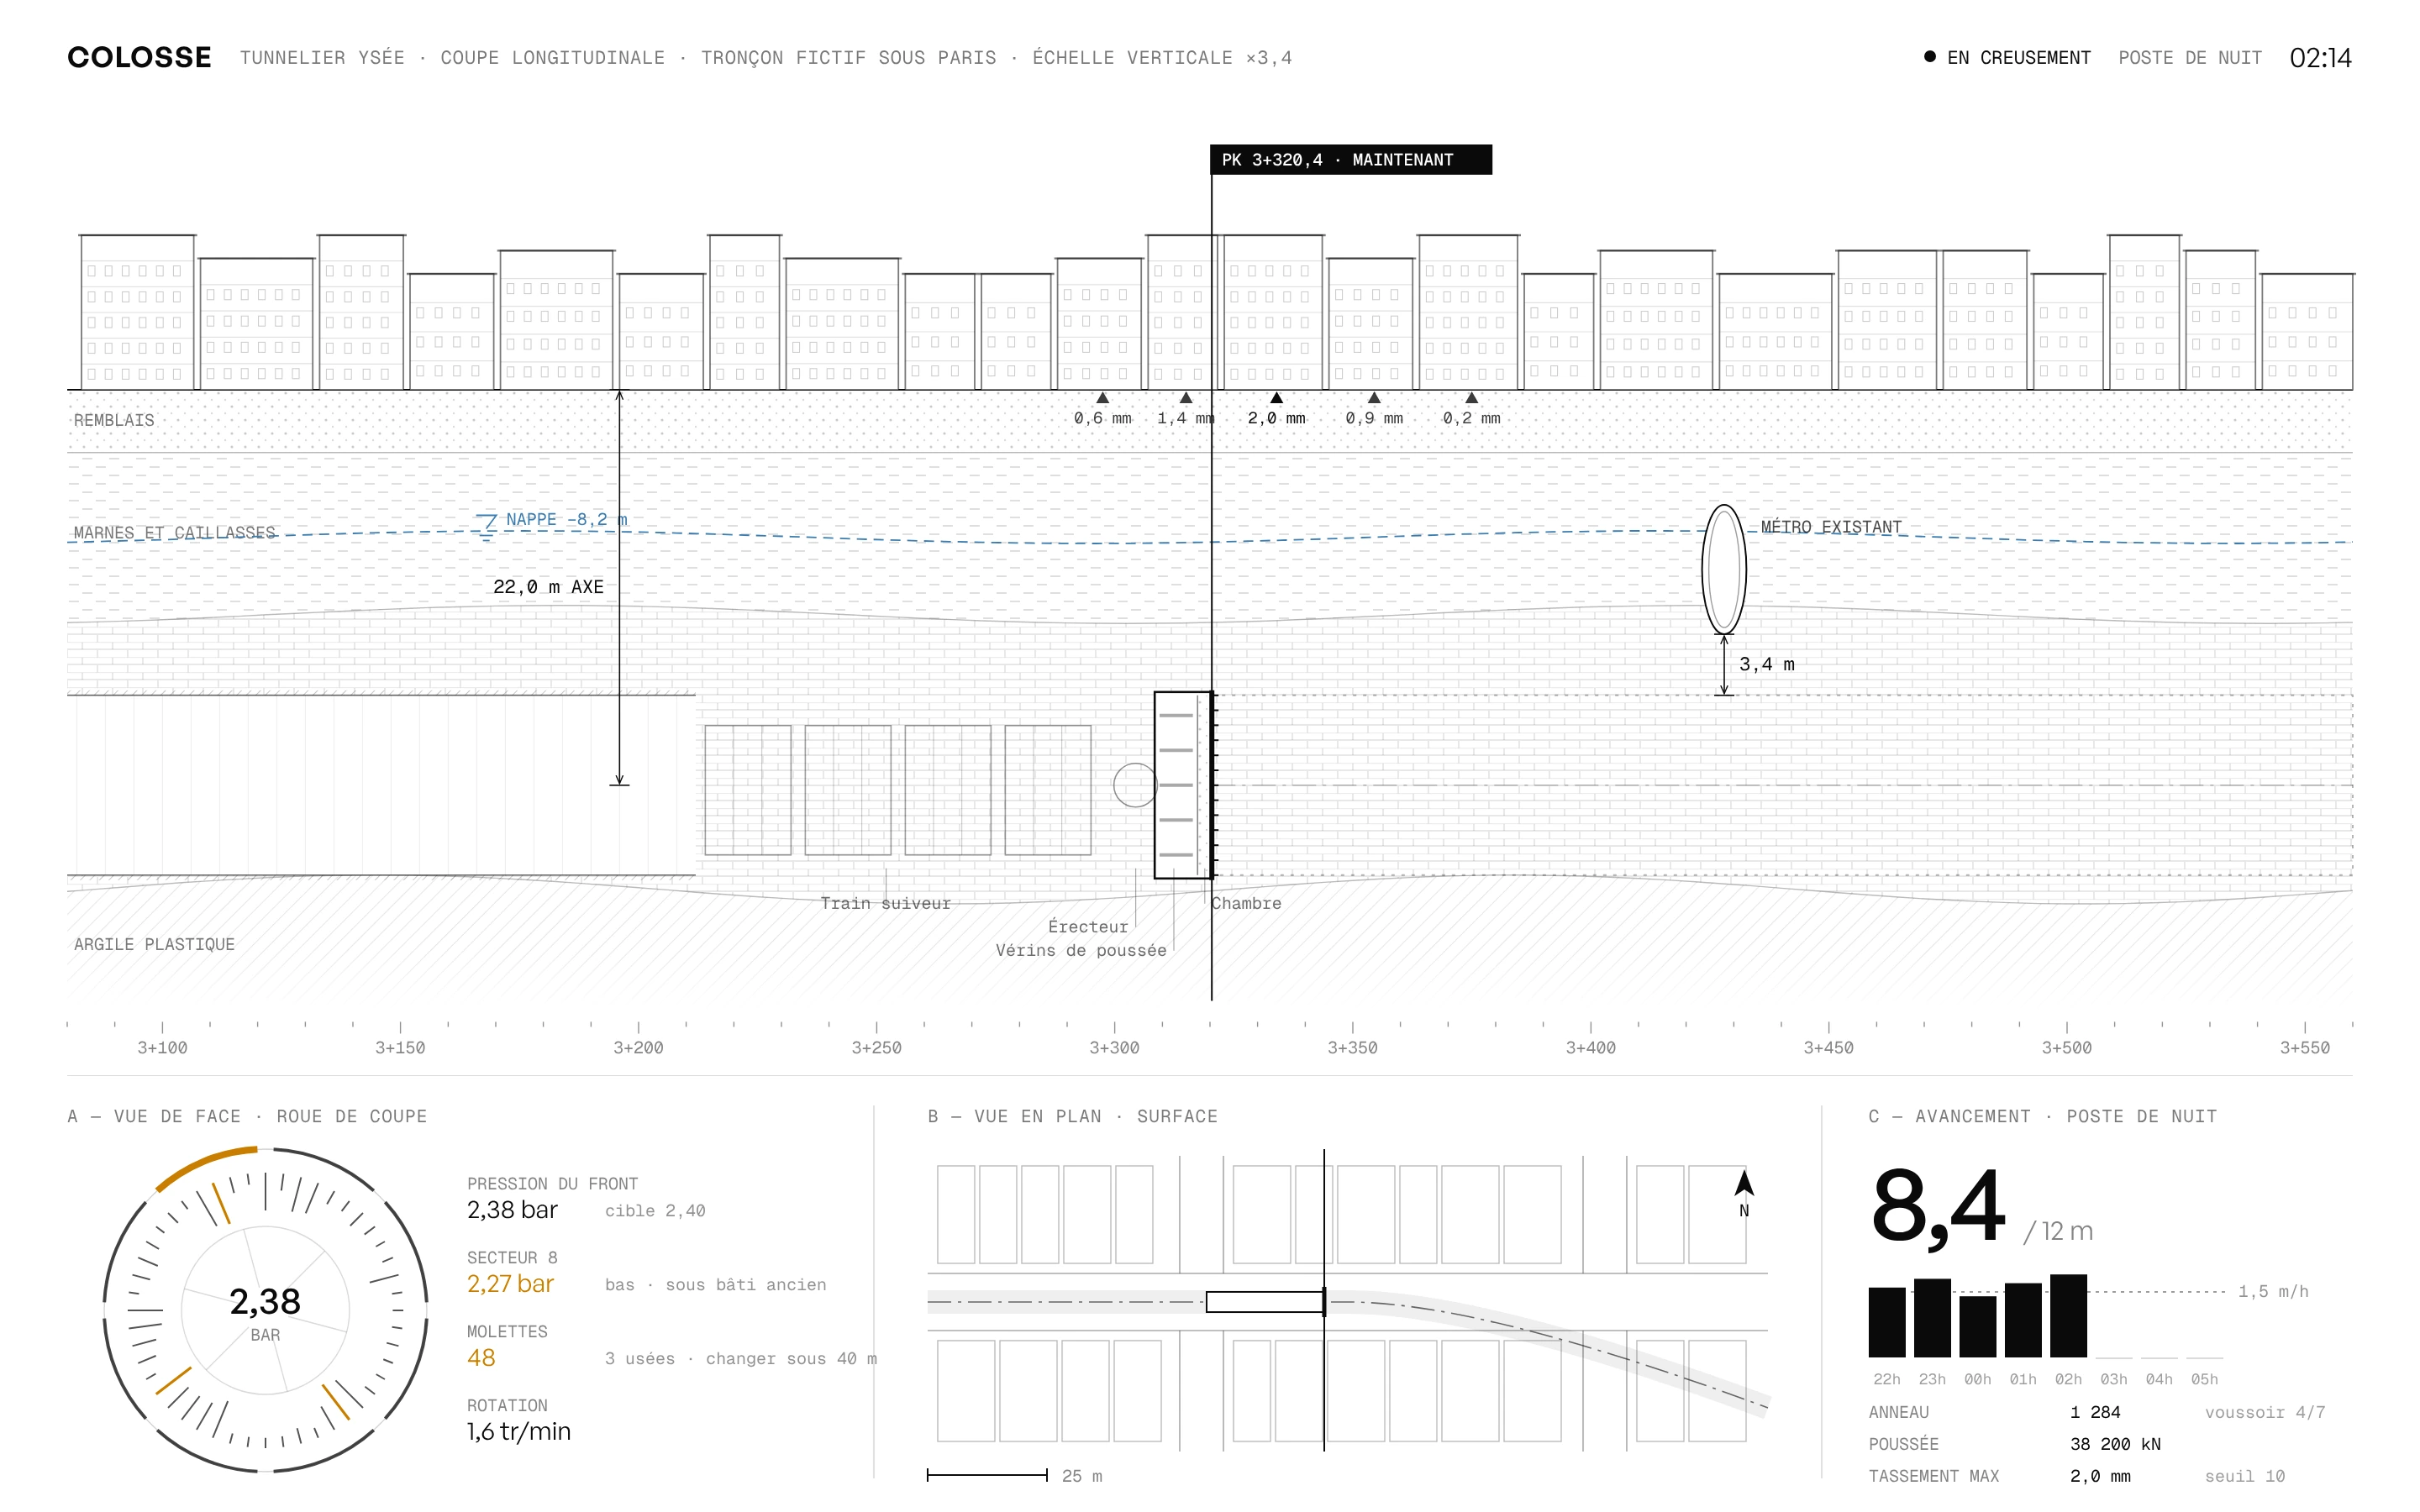 COLOSSE TUNNELIER YSÉE · COUPE LONGITUDINALE · TRONÇON FICTIF SOUS PARIS · ÉCHELLE VERTICALE ×3,4
EN CREUSEMENT POSTE DE NUIT 02:14
PK 3+320,4 · MAINTENANT
REMBLAIS
0,6 mm 1,4 mm 2,0 mm 0,9 mm 0,2 mm
NAPPE −8,2 m
MARNES ET CAILLASSES
MÉTRO EXISTANT
22,0 m AXE
3,4 m
Train suiveur
Chambre
Érecteur
Vérins de poussée
ARGILE PLASTIQUE
3+100 3+150 3+200 3+250 3+300 3+350 3+400 3+450 3+500 3+550
A — VUE DE FACE · ROUE DE COUPE
2,38
BAR
PRESSION DU FRONT
2,38 bar cible 2,40
SECTEUR 8
2,27 bar bas · sous bâti ancien
MOLETTES
48 3 usées · changer sous 40 m
ROTATION
1,6 tr/min
B — VUE EN PLAN · SURFACE
N
25 m
C — AVANCEMENT · POSTE DE NUIT
8,4 / 12 m
1,5 m/h
22h 23h 00h 01h 02h 03h 04h 05h
ANNEAU 1 284 voussoir 4/7
POUSSÉE 38 200 kN
TASSEMENT MAX 2,0 mm seuil 10